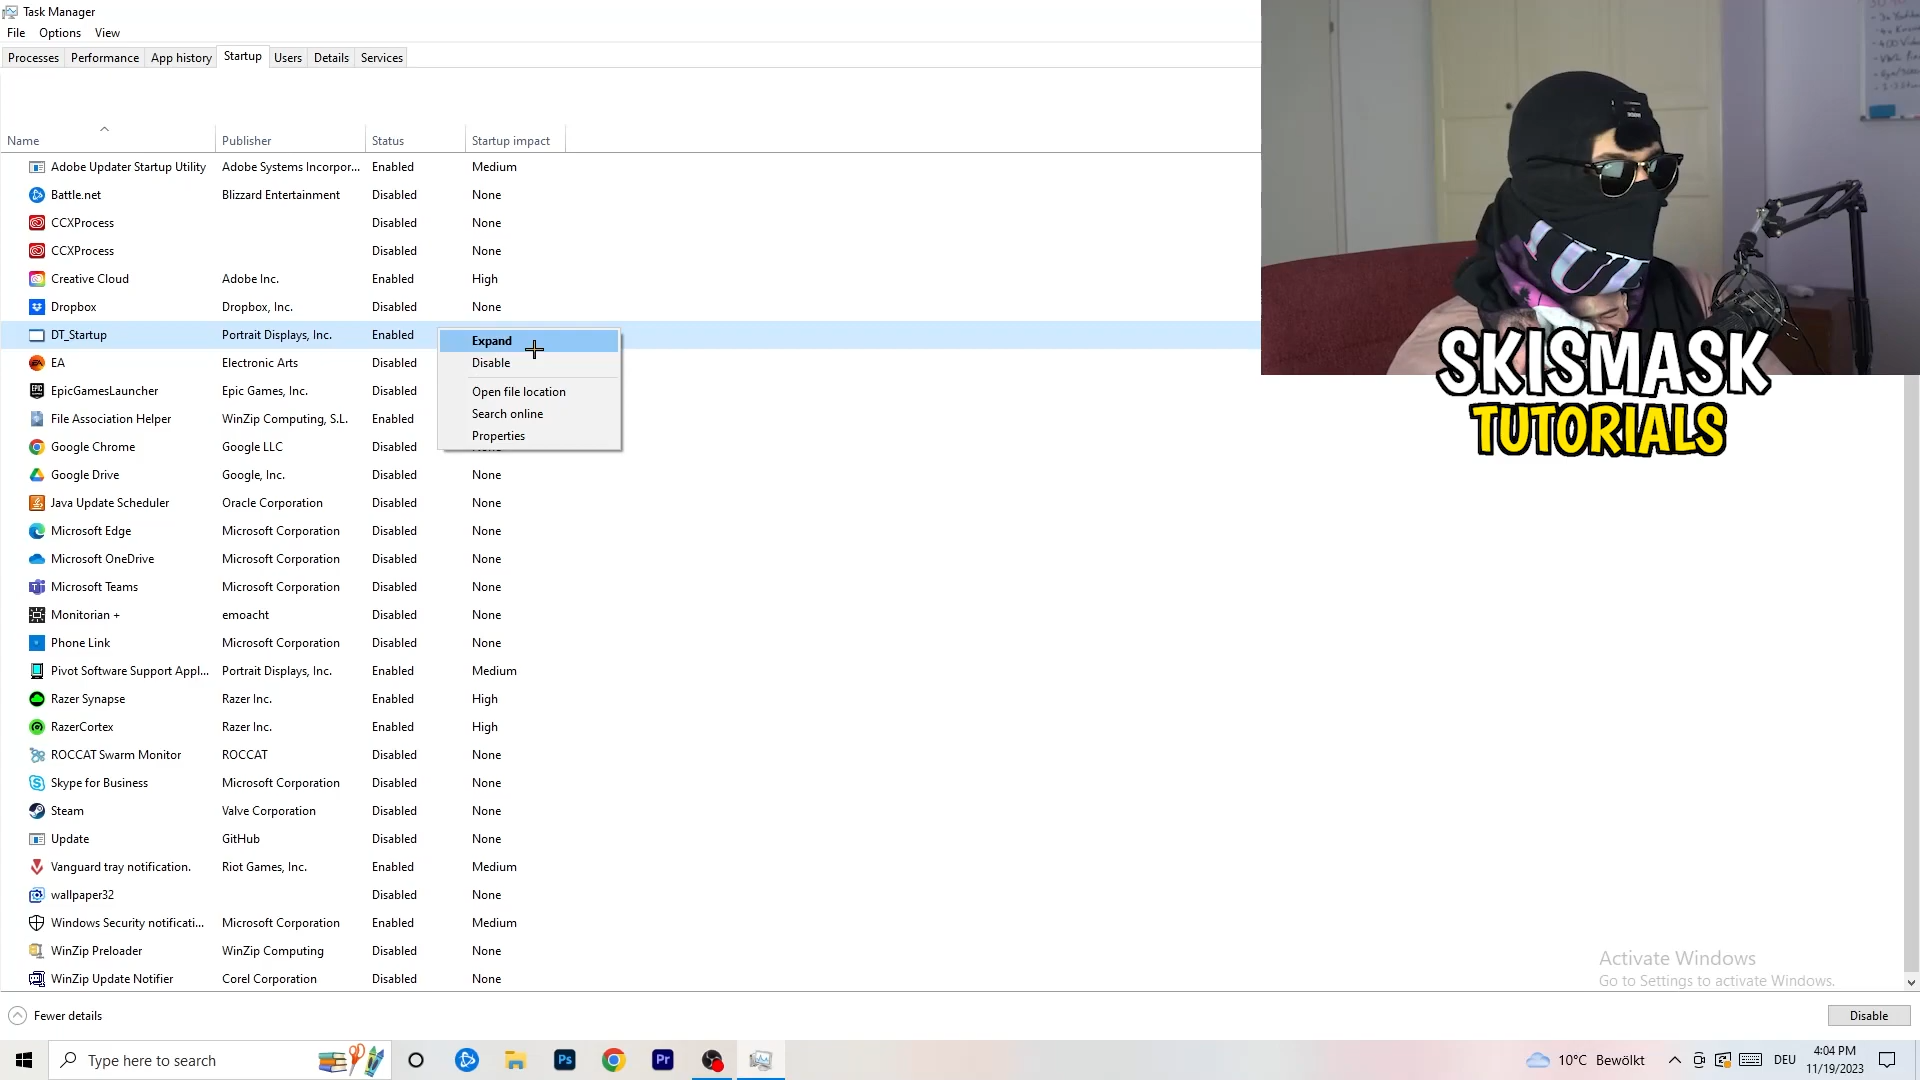 Task Manager
File Options View
Processes Performance App history Startup Users Details Services
Name Publisher Status Startup impact
Adobe Updater Startup Utility Adobe Systems Incorpor... Enabled Medium
Battle.net Blizzard Entertainment Disabled None
CCXProcess Disabled None
CCXProcess Disabled None
Creative Cloud Adobe Inc. Enabled High
Dropbox Dropbox, Inc. Disabled None
DT_Startup Portrait Displays, Inc. Enabled
EA Electronic Arts Disabled
EpicGamesLauncher Epic Games, Inc. Disabled
File Association Helper WinZip Computing, S.L. Enabled
Google Chrome Google LLC Disabled
Google Drive Google, Inc. Disabled None
Java Update Scheduler Oracle Corporation Disabled None
Microsoft Edge Microsoft Corporation Disabled None
Microsoft OneDrive Microsoft Corporation Disabled None
Microsoft Teams Microsoft Corporation Disabled None
Monitorian + emoacht Disabled None
Phone Link Microsoft Corporation Disabled None
Pivot Software Support Appl... Portrait Displays, Inc. Enabled Medium
Razer Synapse Razer Inc. Enabled High
RazerCortex Razer Inc. Enabled High
ROCCAT Swarm Monitor ROCCAT Disabled None
Skype for Business Microsoft Corporation Disabled None
Steam Valve Corporation Disabled None
Update GitHub Disabled None
Vanguard tray notification. Riot Games, Inc. Enabled Medium
wallpaper32 Disabled None
Windows Security notificati... Microsoft Corporation Enabled Medium
WinZip Preloader WinZip Computing Disabled None
WinZip Update Notifier Corel Corporation Disabled None
Expand
Disable
Open file location
Search online
Properties
SKISMASK
TUTORIALS
Activate Windows
Go to Settings to activate Windows.
Fewer details
Disable
Type here to search
Ps
Pr
10°C Bewölkt
DEU
4:04 PM
11/19/2023